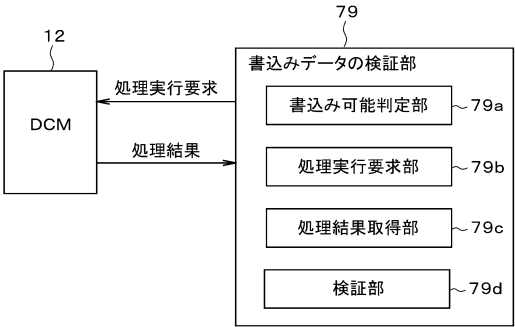 79
12
書込みデータの検証部
処理実行要求
DCM
書込み可能判定部
79a
処理結果
処理実行要求部
79b
処理結果取得部
79c
検証部
79d